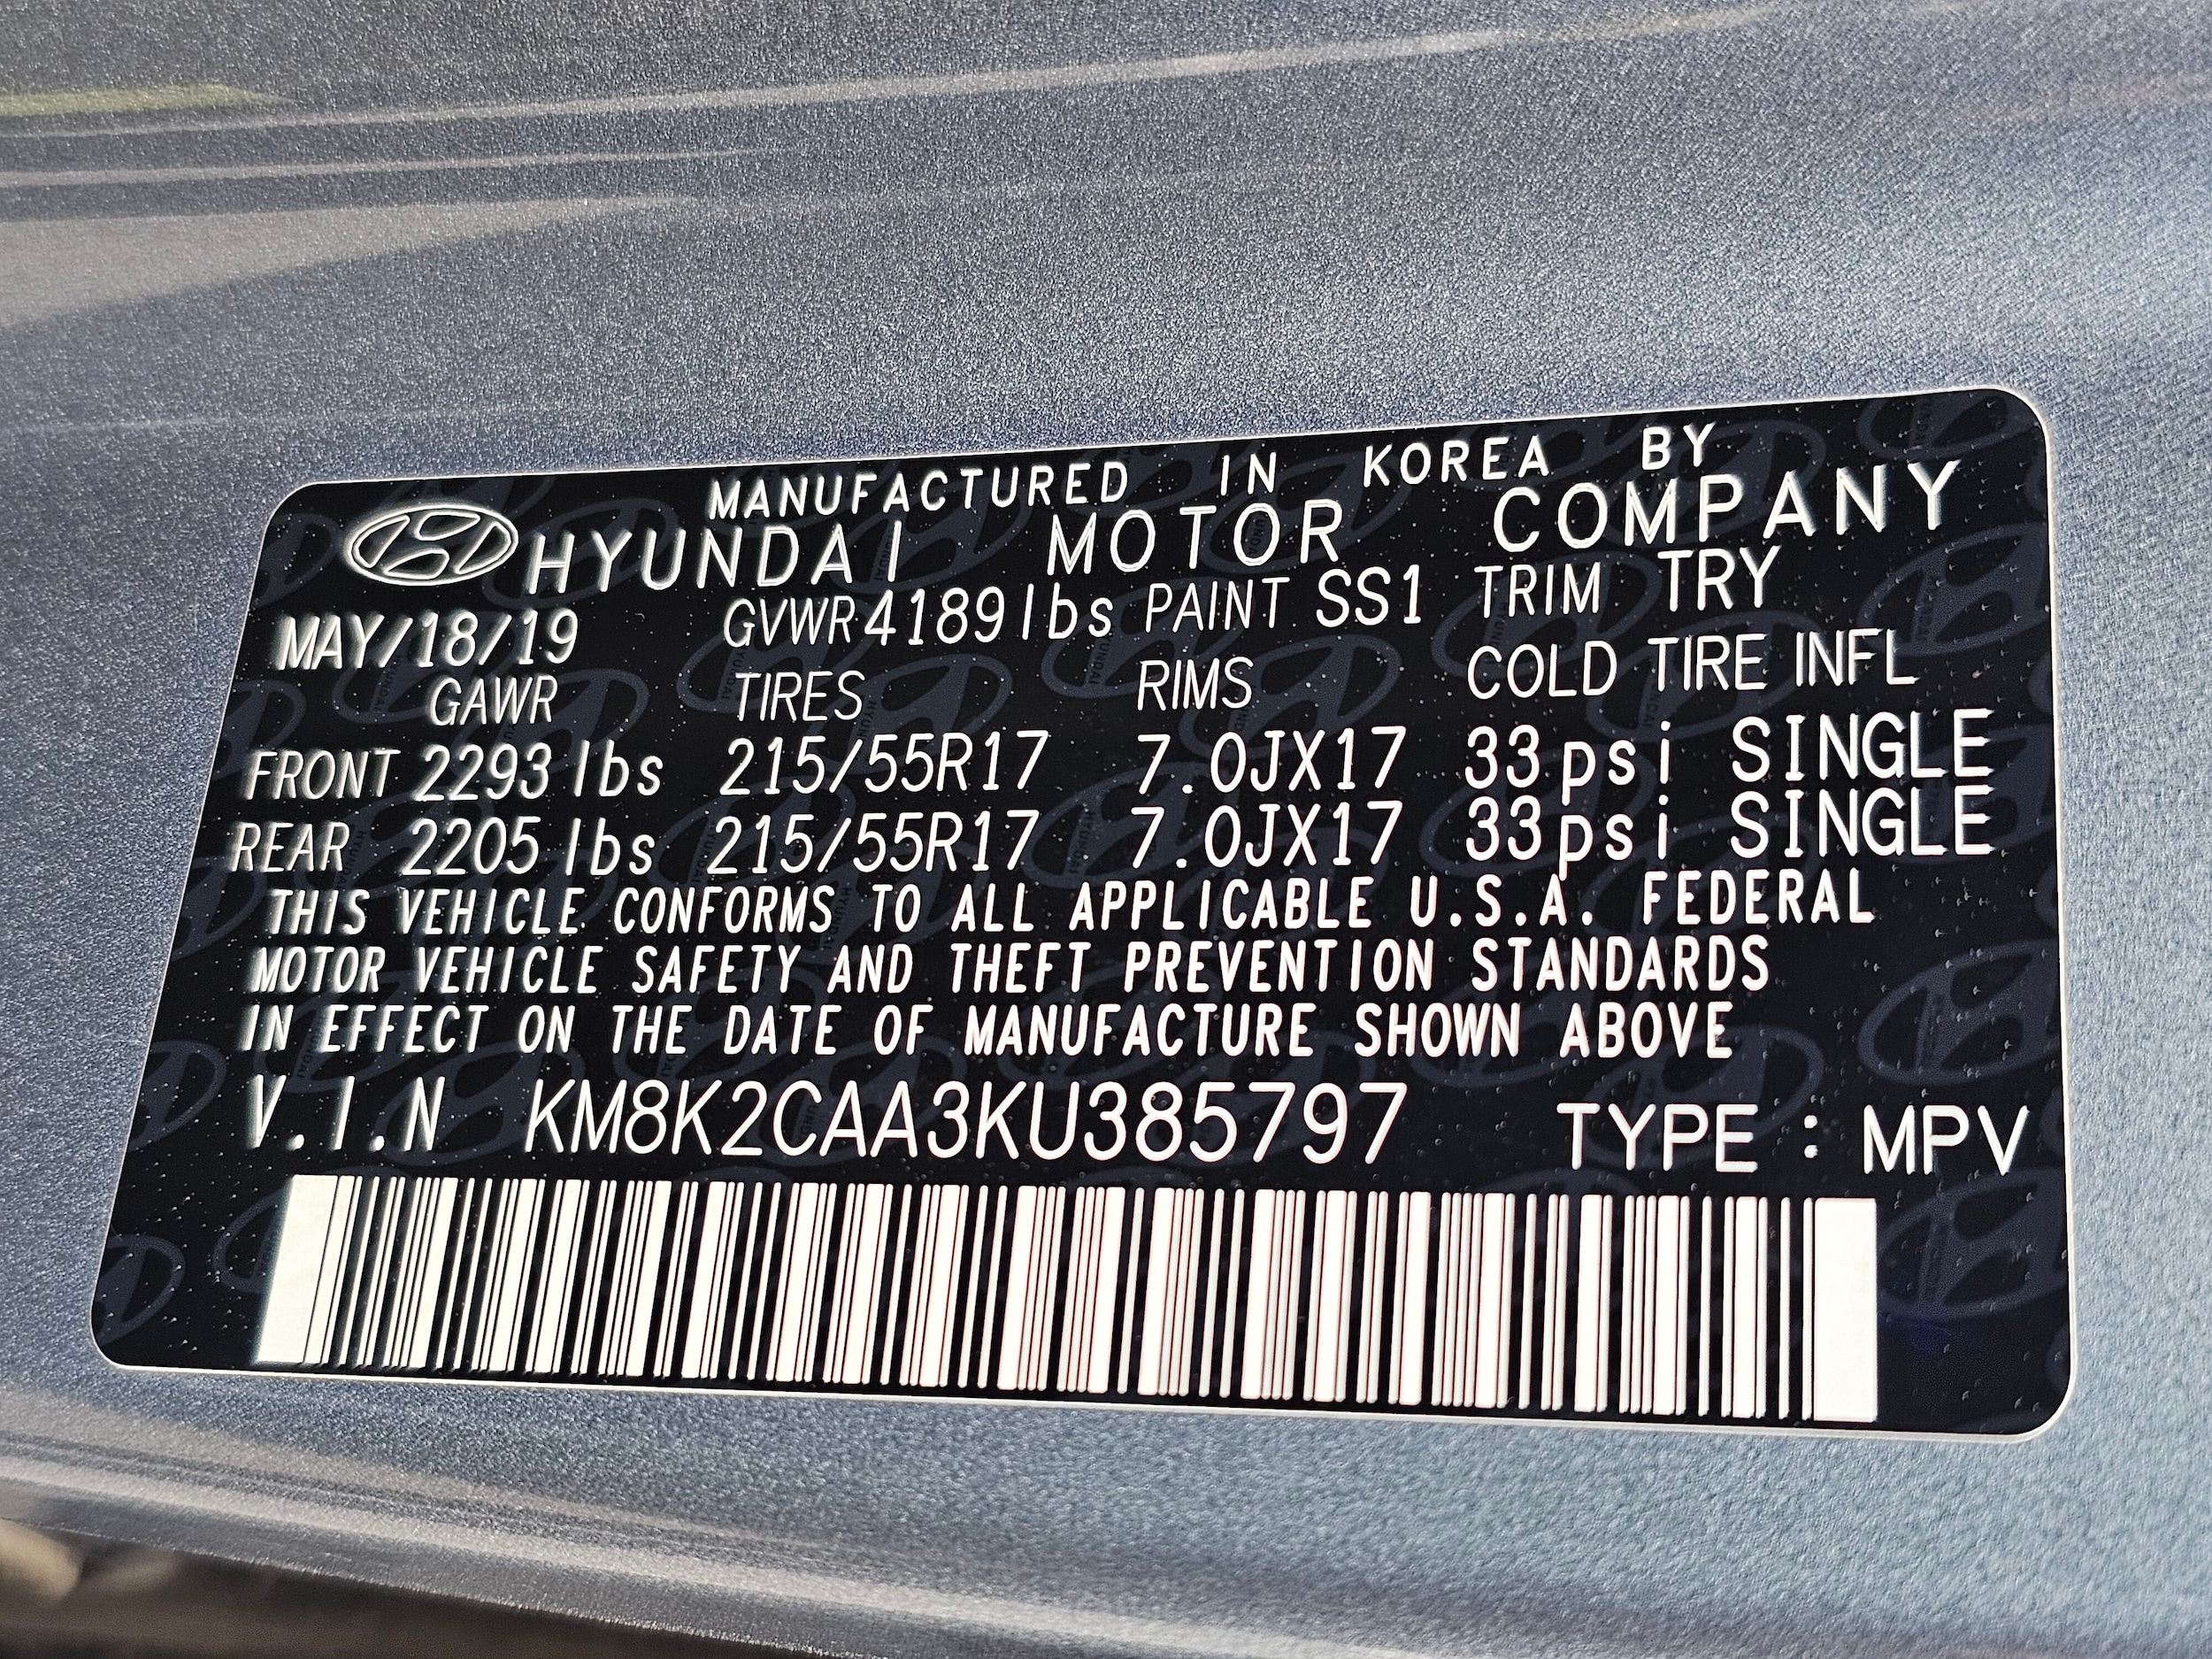 MANUFACTURED IN KOREA BY
HYUNDAI MOTOR COMPANY
MAY/18/19 GVWR 4189 lbs PAINT SS1 TRIM TRY
GAWR TIRES RIMS COLD TIRE INFL
FRONT 2293 lbs 215/55R17 7.0JX17 33psi SINGLE
REAR 2205 lbs 215/55R17 7.0JX17 33psi SINGLE
THIS VEHICLE CONFORMS TO ALL APPLICABLE U.S.A. FEDERAL
MOTOR VEHICLE SAFETY AND THEFT PREVENTION STANDARDS
IN EFFECT ON THE DATE OF MANUFACTURE SHOWN ABOVE
V.I.N KM8K2CAA3KU385797 TYPE : MPV